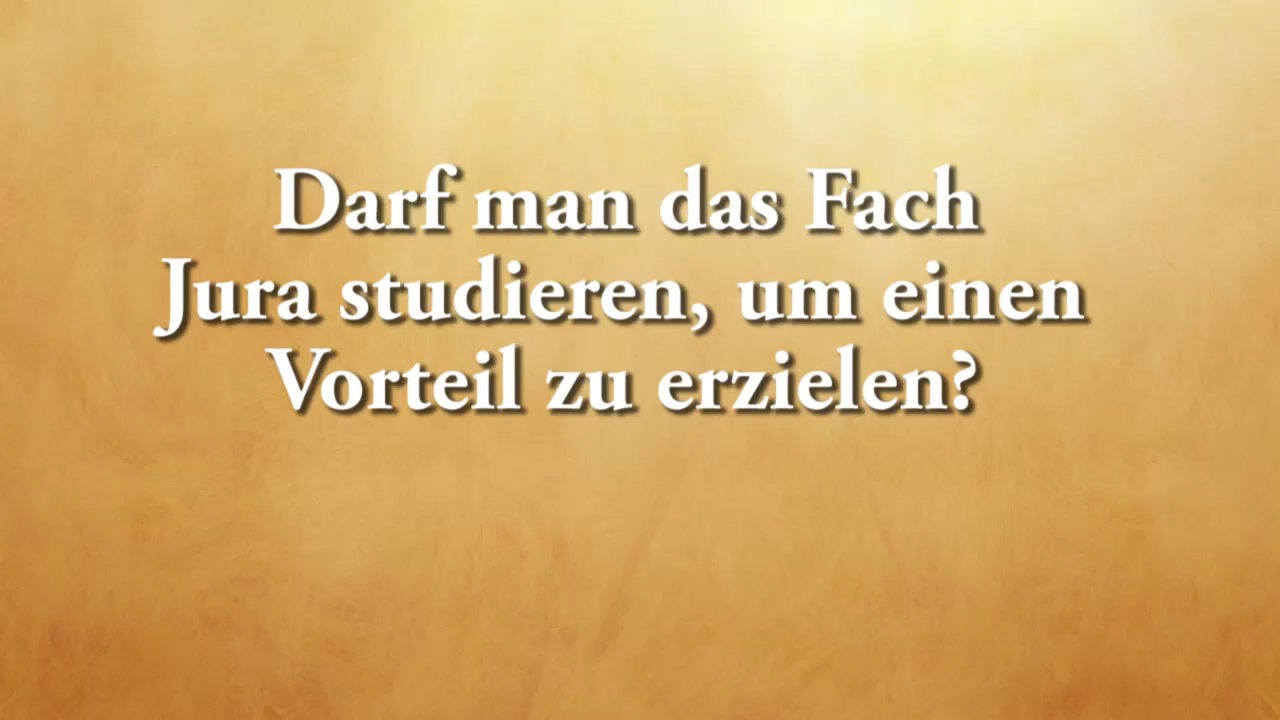 Darf man das Fach
Jura studieren, um einen
Vorteil zu erzielen?